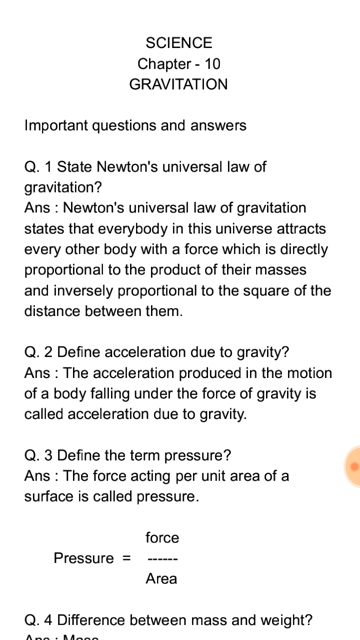 SCIENCE
Chapter - 10
GRAVITATION
Important questions and answers
Q. 1 State Newton's universal law of
gravitation?
Ans : Newton's universal law of gravitation
states that everybody in this universe attracts
every other body with a force which is directly
proportional to the product of their masses
and inversely proportional to the square of the
distance between them.
Q. 2 Define acceleration due to gravity?
Ans : The acceleration produced in the motion
of a body falling under the force of gravity is
called acceleration due to gravity.
Q. 3 Define the term pressure?
Ans : The force acting per unit area of a
surface is called pressure.
force
Pressure = ------
Area
Q. 4 Difference between mass and weight?
Ans : Mass